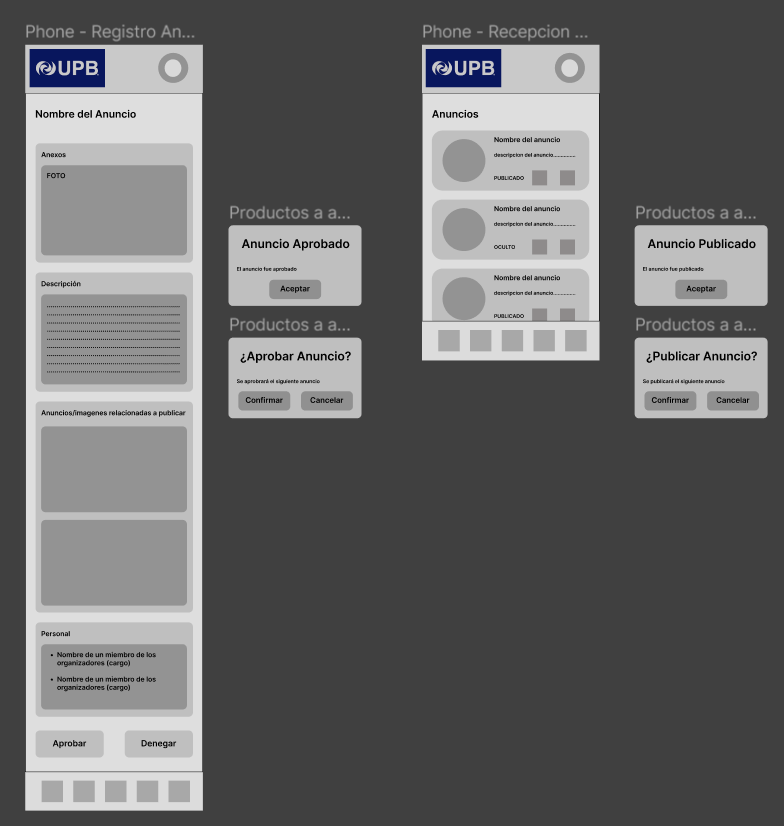 Phone - Registro An...
UPB
Nombre del Anuncio
Anexos
FOTO
Descripción
Anuncios/imagenes relacionadas a publicar
Personal
• Nombre de un miembro de los
organizadores (cargo)
• Nombre de un miembro de los
organizadores (cargo)
Aprobar
Denegar
Productos a a...
Anuncio Aprobado
El anuncio fue aprobado
Aceptar
Productos a a...
¿Aprobar Anuncio?
Se aprobrará el siguiente anuncio
Confirmar
Cancelar
Phone - Recepcion ...
UPB
Anuncios
Nombre del anuncio
descripcion del anuncio...............
PUBLICADO
Nombre del anuncio
descripcion del anuncio...............
OCULTO
Nombre del anuncio
descripcion del anuncio...............
PUBLICADO
Productos a a...
Anuncio Publicado
El anuncio fue publicado
Aceptar
Productos a a...
¿Publicar Anuncio?
Se publicará el siguiente anuncio
Confirmar
Cancelar